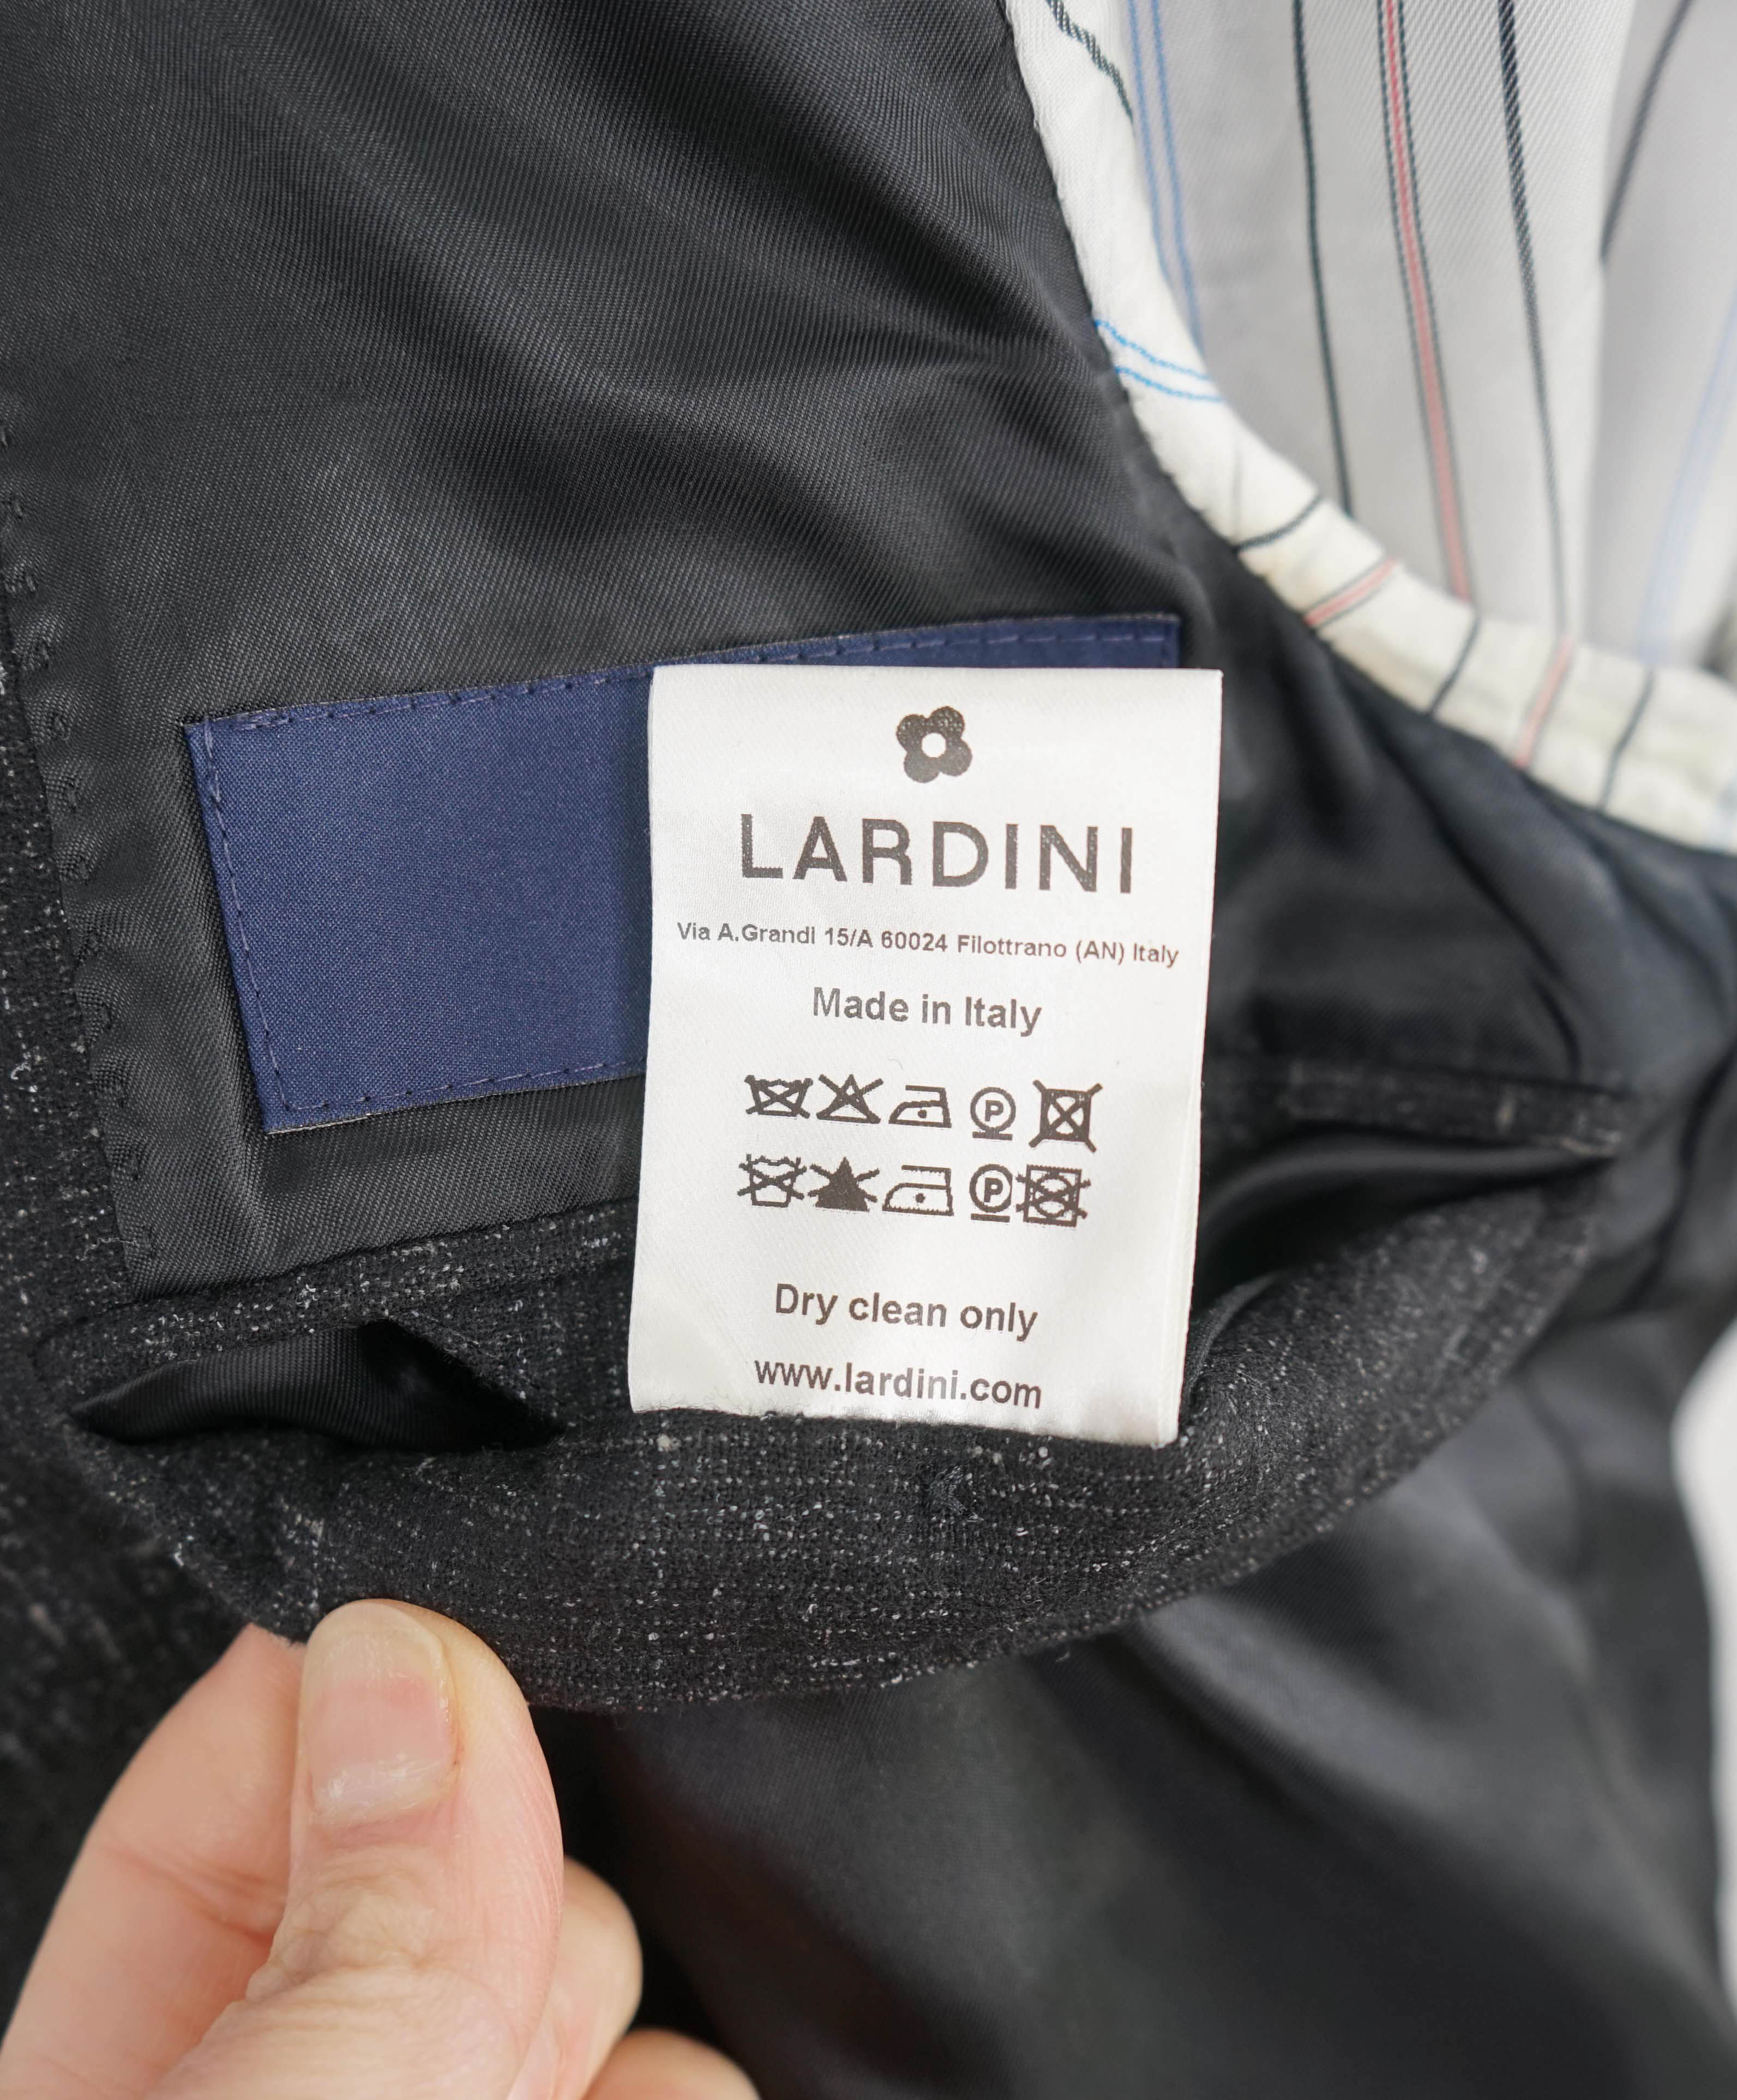 LARDINI
Via A.Grandi 15/A 60024 Filottrano (AN) Italy
Made in Italy
P
P
Dry clean only
www.lardini.com